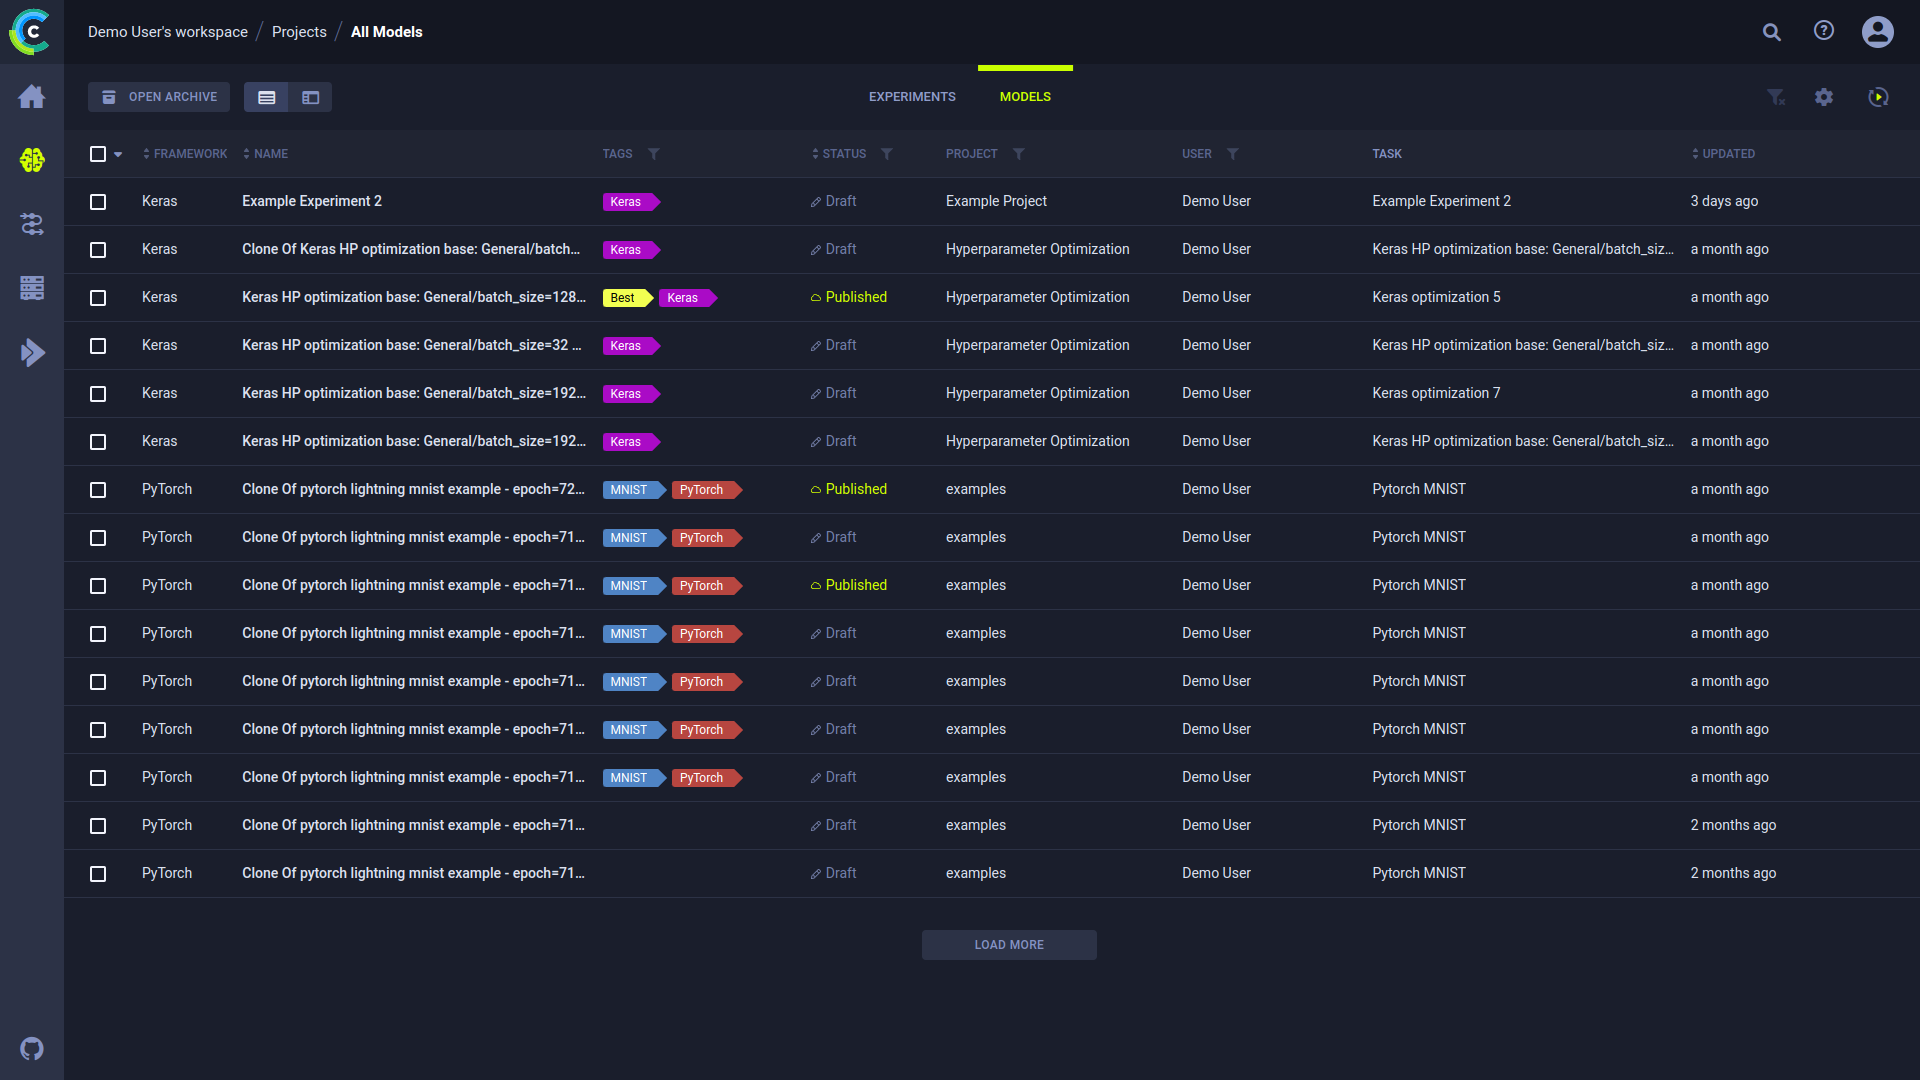 Demo User's workspace / Projects / All Models
OPEN ARCHIVE EXPERIMENTS MODELS
FRAMEWORK NAME TAGS STATUS PROJECT USER TASK UPDATED
Keras Example Experiment 2 Keras Draft Example Project Demo User Example Experiment 2 3 days ago
Keras Clone Of Keras HP optimization base: General/batch... Keras Draft Hyperparameter Optimization Demo User Keras HP optimization base: General/batch_siz... a month ago
Keras Keras HP optimization base: General/batch_size=128... Best Keras Published Hyperparameter Optimization Demo User Keras optimization 5 a month ago
Keras Keras HP optimization base: General/batch_size=32 ... Keras Draft Hyperparameter Optimization Demo User Keras HP optimization base: General/batch_siz... a month ago
Keras Keras HP optimization base: General/batch_size=192... Keras Draft Hyperparameter Optimization Demo User Keras optimization 7 a month ago
Keras Keras HP optimization base: General/batch_size=192... Keras Draft Hyperparameter Optimization Demo User Keras HP optimization base: General/batch_siz... a month ago
PyTorch Clone Of pytorch lightning mnist example - epoch=72... MNIST PyTorch Published examples Demo User Pytorch MNIST a month ago
PyTorch Clone Of pytorch lightning mnist example - epoch=71... MNIST PyTorch Draft examples Demo User Pytorch MNIST a month ago
PyTorch Clone Of pytorch lightning mnist example - epoch=71... MNIST PyTorch Published examples Demo User Pytorch MNIST a month ago
PyTorch Clone Of pytorch lightning mnist example - epoch=71... MNIST PyTorch Draft examples Demo User Pytorch MNIST a month ago
PyTorch Clone Of pytorch lightning mnist example - epoch=71... MNIST PyTorch Draft examples Demo User Pytorch MNIST a month ago
PyTorch Clone Of pytorch lightning mnist example - epoch=71... MNIST PyTorch Draft examples Demo User Pytorch MNIST a month ago
PyTorch Clone Of pytorch lightning mnist example - epoch=71... MNIST PyTorch Draft examples Demo User Pytorch MNIST a month ago
PyTorch Clone Of pytorch lightning mnist example - epoch=71... Draft examples Demo User Pytorch MNIST 2 months ago
PyTorch Clone Of pytorch lightning mnist example - epoch=71... Draft examples Demo User Pytorch MNIST 2 months ago
LOAD MORE